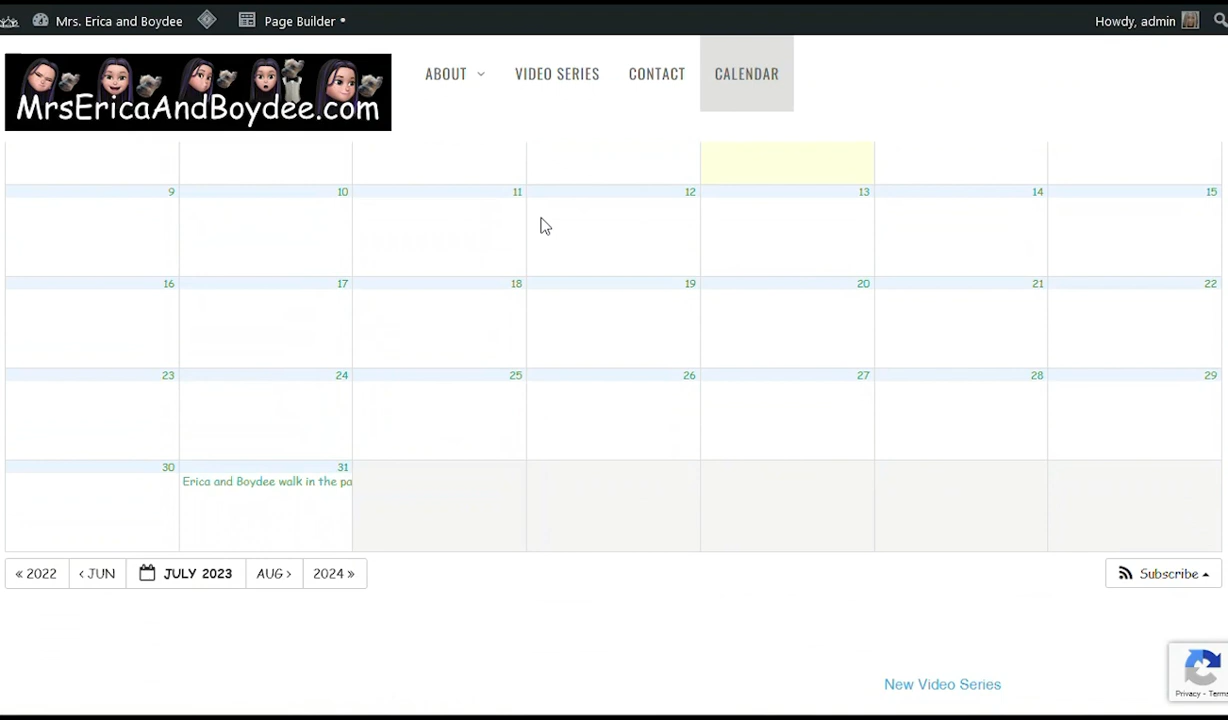 Mrs. Erica and Boydee Page Builder • Howdy, admin
MrsEricaAndBoydee.com ABOUT VIDEO SERIES CONTACT CALENDAR
9 10 11 12 13 14 15
16 17 18 19 20 21 22
23 24 25 26 27 28 29
30 31
Erica and Boydee walk in the pa
« 2022 ‹ JUN JULY 2023 AUG › 2024 » Subscribe
New Video Series
Privacy - Terms